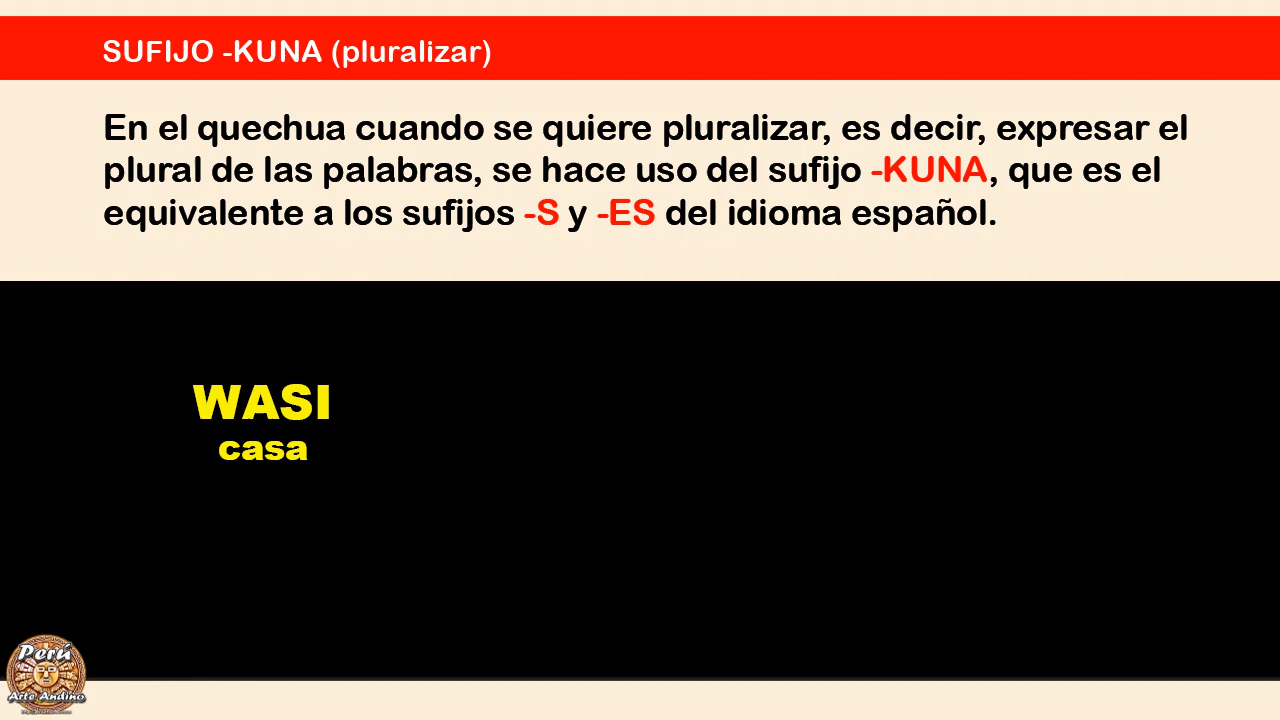 SUFIJO -KUNA (pluralizar)
En el quechua cuando se quiere pluralizar, es decir, expresar el
plural de las palabras, se hace uso del sufijo -KUNA, que es el
equivalente a los sufijos -S y -ES del idioma español.
WASI
casa
Perú
Arte Andino